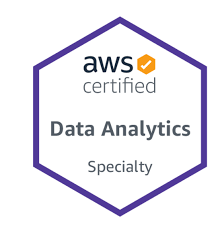 aws
certified
Data Analytics
Specialty